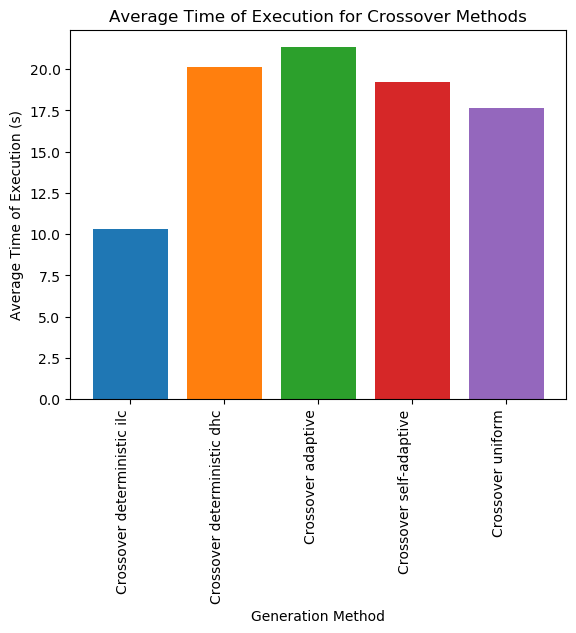 Average Time of Execution for Crossover Methods
Average Time of Execution (s)
20.0
17.5
15.0
12.5
10.0
7.5
5.0
2.5
0.0
Crossover deterministic ilc
Crossover deterministic dhc
Crossover adaptive
Crossover self-adaptive
Crossover uniform
Generation Method